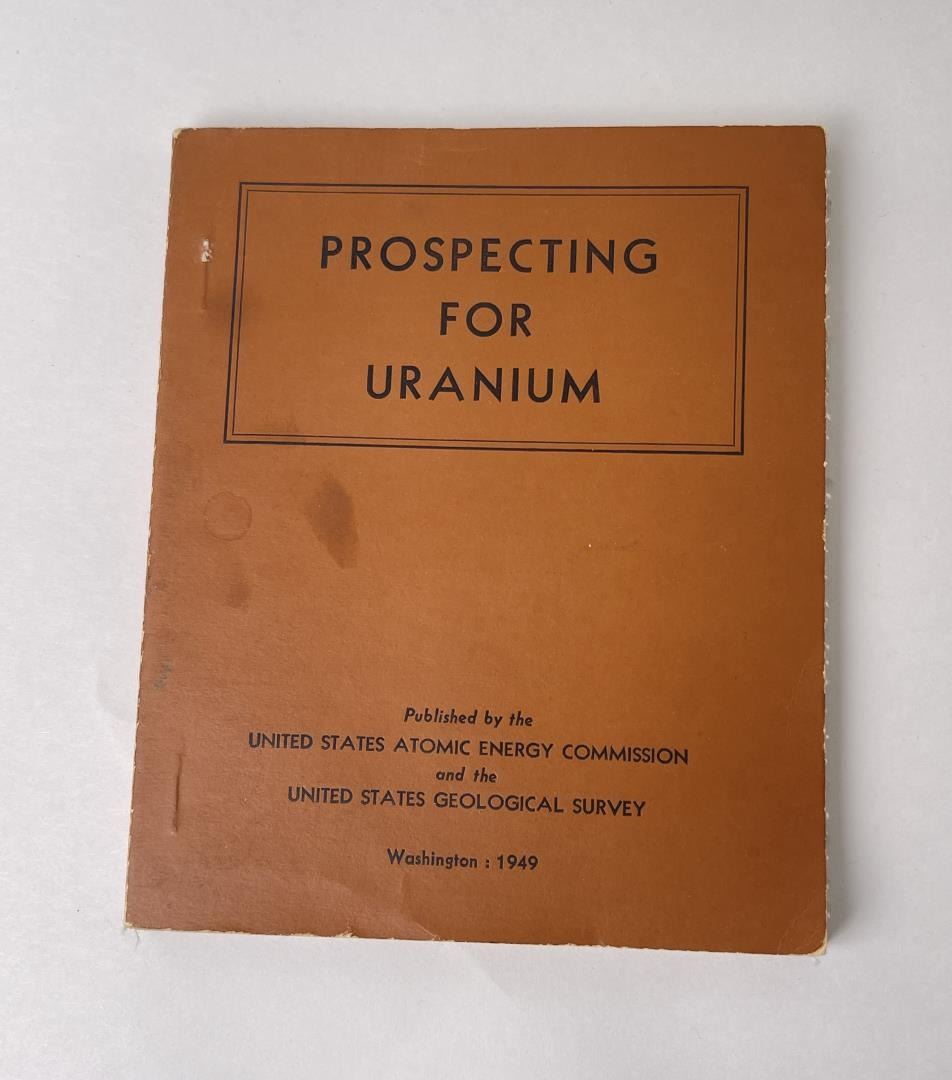 PROSPECTING
FOR
URANIUM
Published by the
UNITED STATES ATOMIC ENERGY COMMISSION
and the
UNITED STATES GEOLOGICAL SURVEY
Washington : 1949